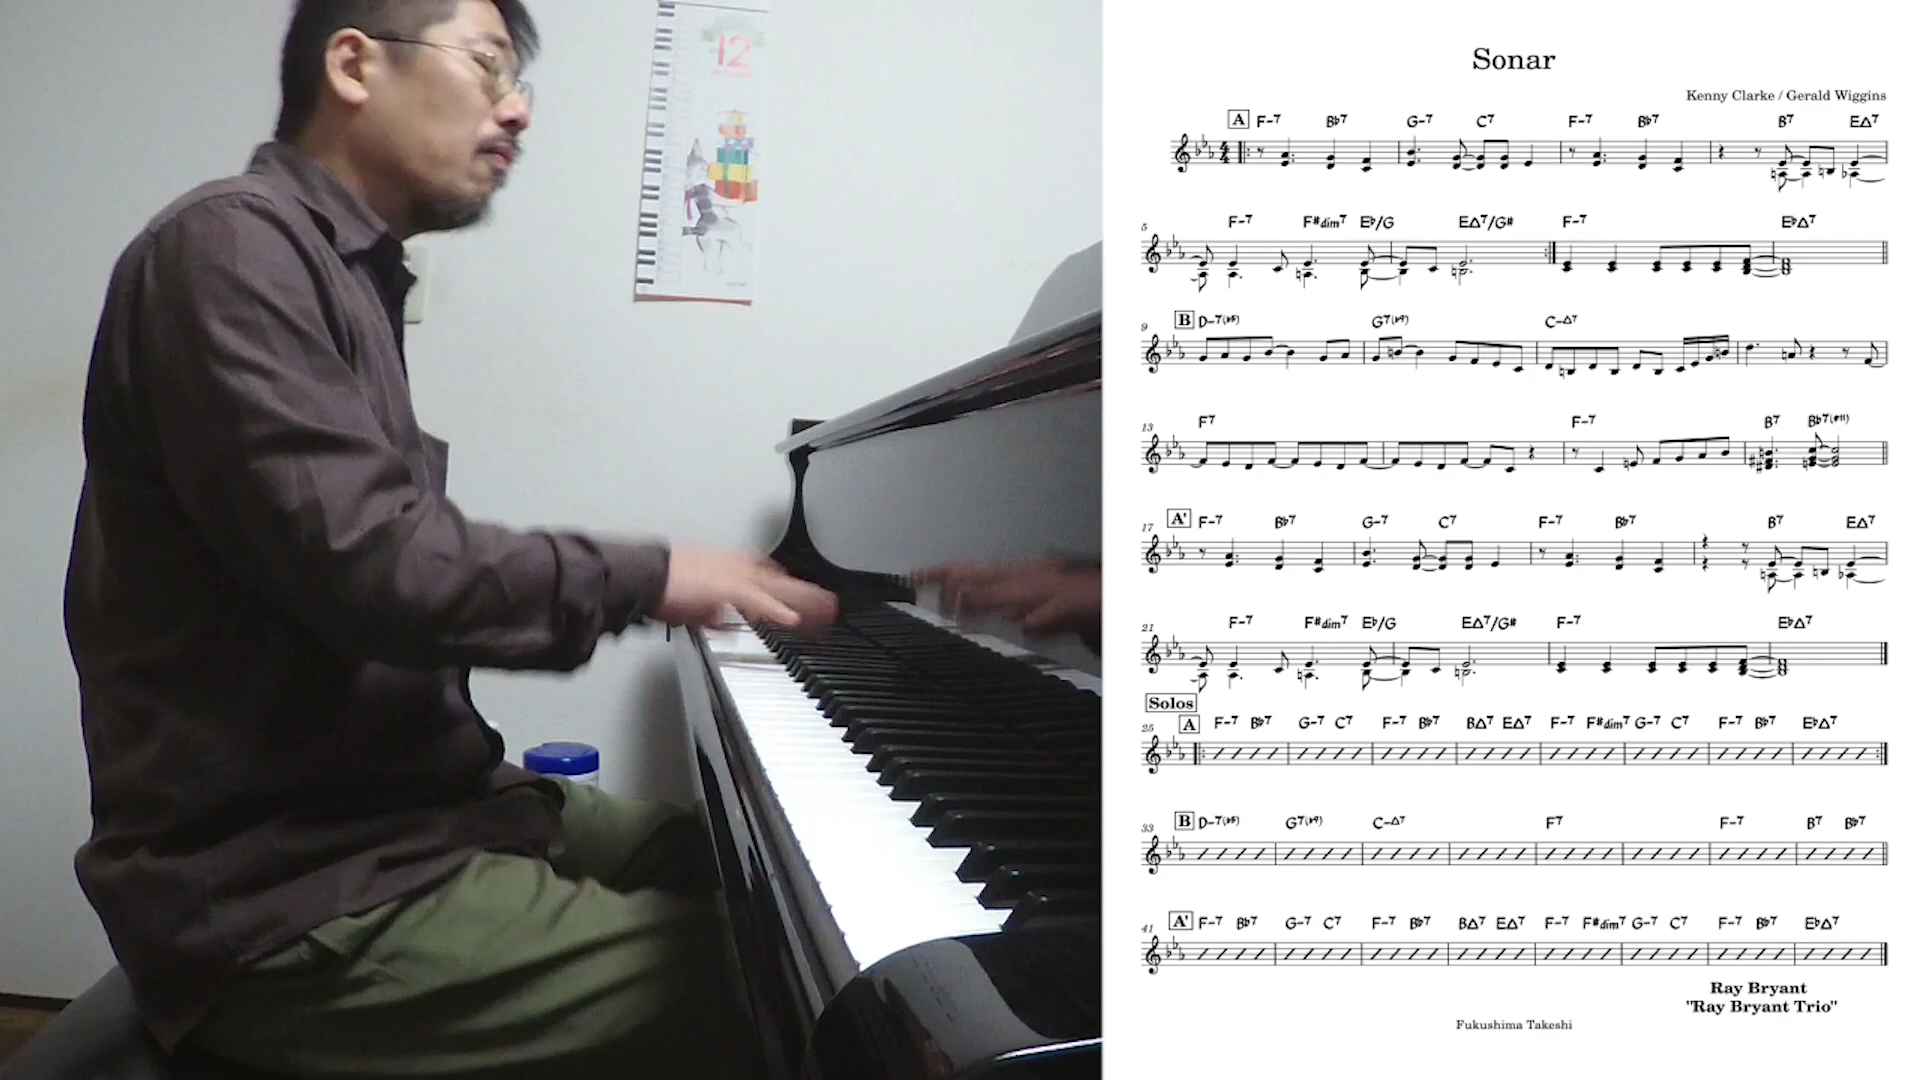 12
Sonar
Kenny Clarke / Gerald Wiggins
A F-7 B♭7 G-7 C7 F-7 B♭7 B7 E△7
5 F-7 F#dim7 E♭/G E△7/G# F-7 E♭△7
B D-7(♭5) G7(♭9) C-△7
9
13 F7 F-7 B7 B♭7(#11)
A' F-7 B♭7 G-7 C7 F-7 B♭7 B7 E△7
17
21 F-7 F#dim7 E♭/G E△7/G# F-7 E♭△7
Solos
A F-7 B♭7 G-7 C7 F-7 B♭7 B△7 E△7 F-7 F#dim7 G-7 C7 F-7 B♭7 E♭△7
25
B D-7(♭5) G7(♭9) C-△7 F7 F-7 B7 B♭7
33
A' F-7 B♭7 G-7 C7 F-7 B♭7 B△7 E△7 F-7 F#dim7 G-7 C7 F-7 B♭7 E♭△7
41
Ray Bryant
"Ray Bryant Trio"
Fukushima Takeshi